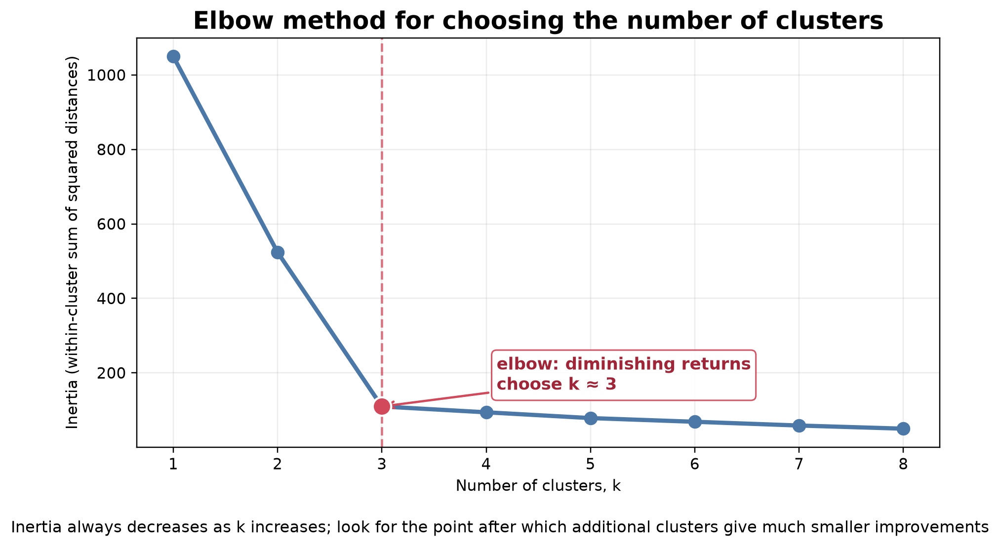 Elbow method for choosing the number of clusters
Inertia (within-cluster sum of squared distances)
1000
800
600
400
200
elbow: diminishing returns
choose k ≈ 3
1 2 3 4 5 6 7 8
Number of clusters, k
Inertia always decreases as k increases; look for the point after which additional clusters give much smaller improvements